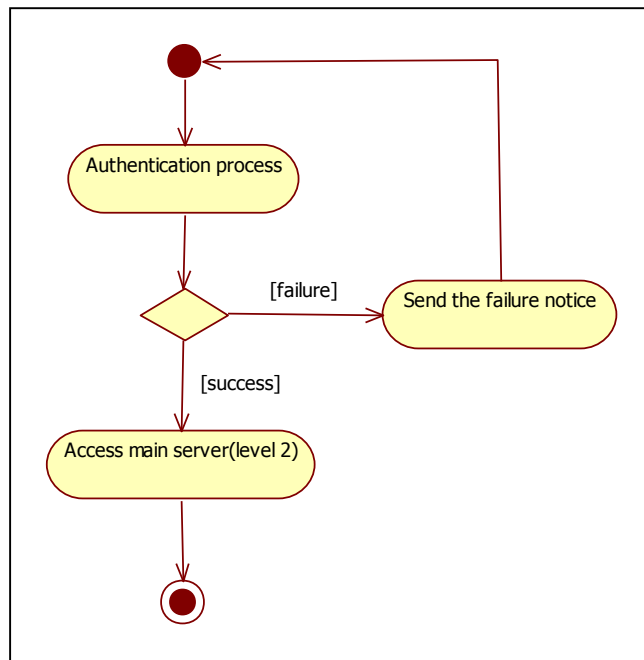 Authentication process
[failure]
Send the failure notice
[success]
Access main server(level 2)